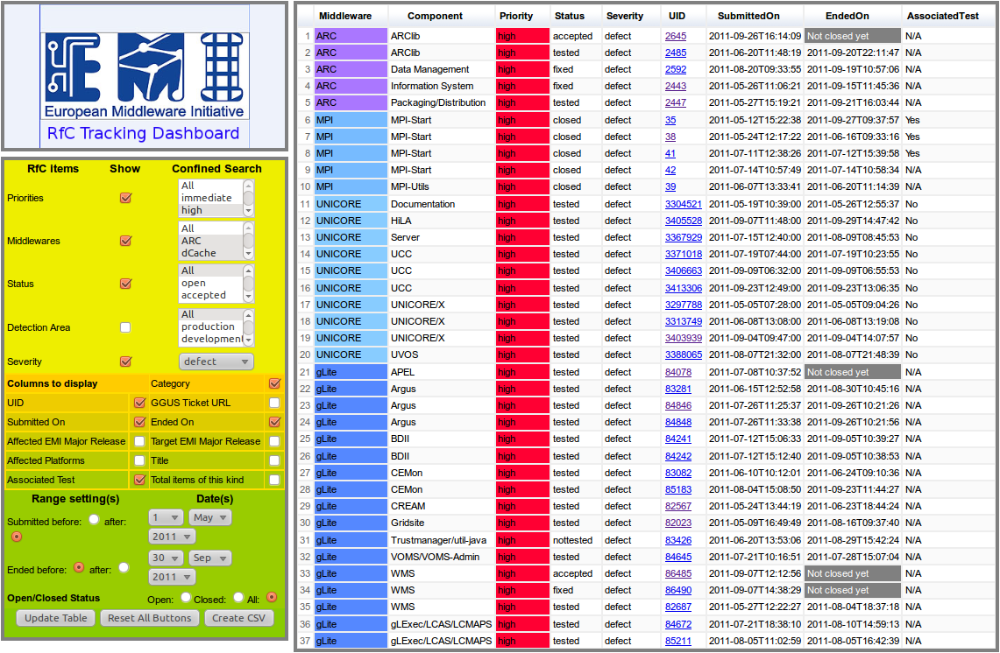 EMI
European Middleware Initiative
RfC Tracking Dashboard
RfC items Show Confined Search
Priorities All immediate high
Middlewares All ARC dCache
Status All open accepted
Detection Area All production development
Severity defect
Columns to display Category
UID GGUS Ticket URL
Submitted On Ended On
Affected EMI Major Release Target EMI Major Release
Affected Platforms Title
Associated Test Total items of this kind
Range setting(s) Date(s)
Submitted before: after: 1 May
2011
Ended before: after: 30 Sep
2011
Open/Closed Status Open: Closed: All:
Update Table Reset All Buttons Create CSV
Middleware Component Priority Status Severity UID SubmittedOn EndedOn AssociatedTest
1 ARC ARClib high accepted defect 2645 2011-09-26T16:14:09 Not closed yet N/A
2 ARC ARClib high tested defect 2485 2011-06-20T11:48:19 2011-09-20T22:11:47 N/A
3 ARC Data Management high fixed defect 2592 2011-08-20T09:33:55 2011-09-19T10:57:06 N/A
4 ARC Information System high fixed defect 2443 2011-05-26T11:06:21 2011-09-15T11:45:36 N/A
5 ARC Packaging/Distribution high tested defect 2447 2011-05-27T15:19:21 2011-09-21T16:03:44 N/A
6 MPI MPI-Start high closed defect 35 2011-05-12T15:22:38 2011-09-27T09:37:57 Yes
7 MPI MPI-Start high closed defect 38 2011-05-24T12:17:22 2011-06-16T09:33:16 Yes
8 MPI MPI-Start high closed defect 41 2011-07-11T12:38:26 2011-07-12T15:39:58 Yes
9 MPI MPI-Start high closed defect 42 2011-07-14T10:57:49 2011-07-14T10:58:34 N/A
10 MPI MPI-Utils high closed defect 39 2011-06-07T13:33:41 2011-06-20T11:14:39 N/A
11 UNICORE Documentation high tested defect 3304521 2011-05-19T10:39:00 2011-05-26T12:55:37 No
12 UNICORE HiLA high tested defect 3405528 2011-09-07T11:48:00 2011-09-29T14:47:42 No
13 UNICORE Server high tested defect 3367929 2011-07-15T12:40:00 2011-08-09T08:45:53 No
14 UNICORE UCC high tested defect 3371018 2011-07-19T07:44:00 2011-07-19T10:23:55 No
15 UNICORE UCC high tested defect 3406663 2011-09-09T06:32:00 2011-09-09T06:55:53 No
16 UNICORE UCC high tested defect 3413306 2011-09-23T12:49:00 2011-09-23T13:06:35 No
17 UNICORE UNICORE/X high tested defect 3297788 2011-05-05T07:28:00 2011-05-05T09:04:26 No
18 UNICORE UNICORE/X high tested defect 3313749 2011-06-08T13:08:00 2011-06-08T13:19:08 No
19 UNICORE UNICORE/X high tested defect 3403939 2011-09-04T09:47:00 2011-09-04T14:07:57 No
20 UNICORE UVOS high tested defect 3388065 2011-08-07T21:32:00 2011-08-07T21:48:39 No
21 gLite APEL high tested defect 84078 2011-07-08T10:37:52 Not closed yet N/A
22 gLite Argus high tested defect 83281 2011-06-15T12:52:58 2011-08-30T10:45:16 N/A
23 gLite Argus high tested defect 84846 2011-07-26T11:25:37 2011-09-26T10:21:26 N/A
24 gLite Argus high tested defect 84848 2011-07-26T11:33:38 2011-09-26T10:21:56 N/A
25 gLite BDII high tested defect 84241 2011-07-12T15:06:33 2011-09-05T10:39:27 N/A
26 gLite BDII high tested defect 84242 2011-07-12T15:12:40 2011-09-05T10:38:53 N/A
27 gLite CEMon high tested defect 83082 2011-06-10T10:12:01 2011-06-24T09:10:36 N/A
28 gLite CEMon high tested defect 85183 2011-08-04T15:08:50 2011-09-23T11:44:27 N/A
29 gLite CREAM high tested defect 82567 2011-05-24T13:44:19 2011-06-23T18:44:24 N/A
30 gLite Gridsite high tested defect 82023 2011-05-09T16:49:49 2011-08-16T09:37:40 N/A
31 gLite Trustmanager/util-java high nottested defect 83426 2011-06-20T13:53:06 2011-08-29T15:42:24 N/A
32 gLite VOMS/VOMS-Admin high tested defect 84645 2011-07-21T10:16:51 2011-07-28T15:07:04 N/A
33 gLite WMS high accepted defect 86485 2011-09-07T12:12:56 Not closed yet N/A
34 gLite WMS high fixed defect 86490 2011-09-07T14:38:29 Not closed yet N/A
35 gLite WMS high tested defect 82687 2011-05-27T12:22:27 2011-08-04T18:37:18 N/A
36 gLite gLExec/LCAS/LCMAPS high tested defect 84672 2011-07-21T18:38:10 2011-08-10T14:59:13 N/A
37 gLite gLExec/LCAS/LCMAPS high tested defect 85211 2011-08-05T11:02:59 2011-08-05T16:42:39 N/A